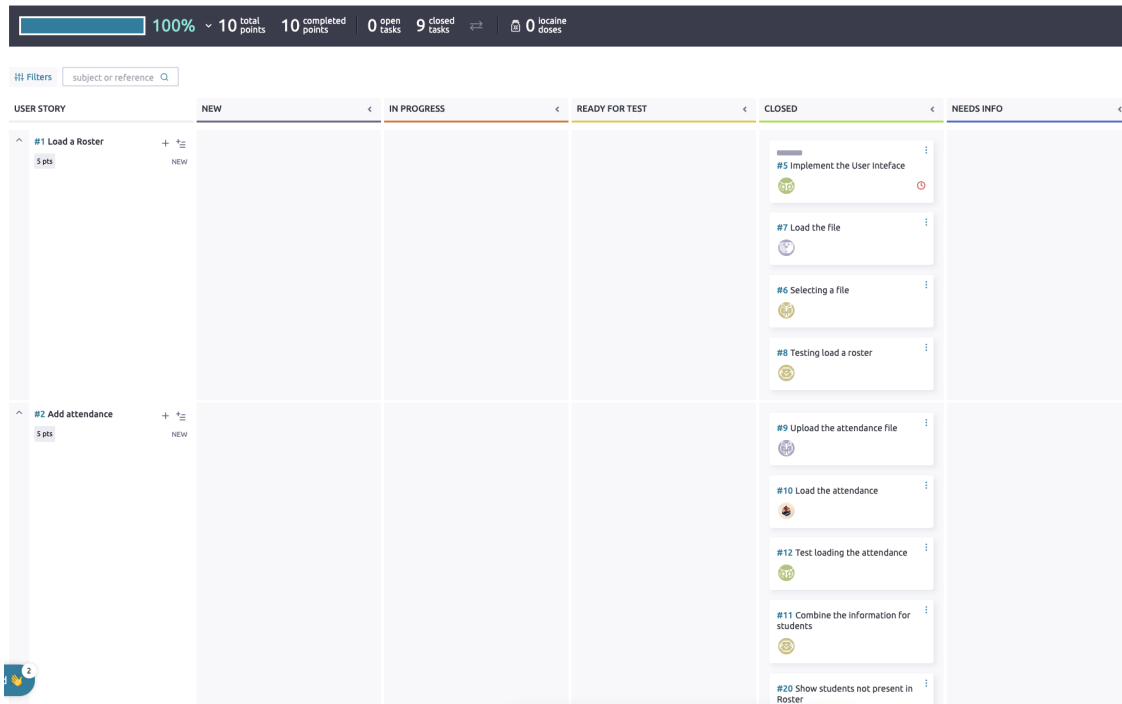 100% 10 total points 10 completed points 0 open tasks 9 closed tasks 0 locaine doses
Filters subject or reference
USER STORY NEW IN PROGRESS READY FOR TEST CLOSED NEEDS INFO
#1 Load a Roster
5 pts NEW
#5 Implement the User Inteface
#7 Load the file
#6 Selecting a file
#8 Testing load a roster
#2 Add attendance
5 pts NEW
#9 Upload the attendance file
#10 Load the attendance
#12 Test loading the attendance
#11 Combine the information for
students
2
#20 Show students not present in
Roster